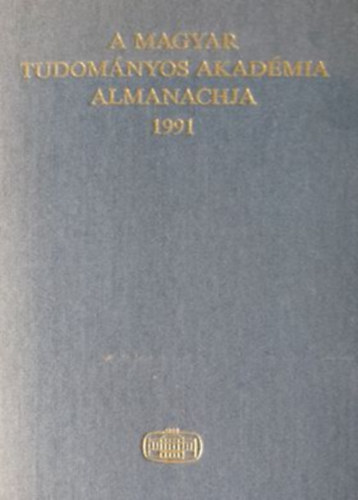 A MAGYAR
TUDOMÁNYOS AKADÉMIA
ALMANACHJA
1991